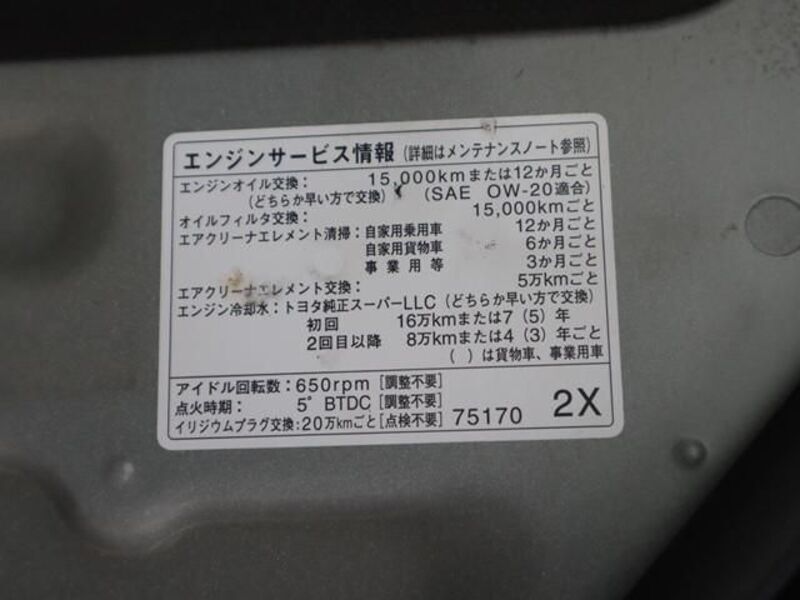 エンジンサービス情報 (詳細はメンテナンスノート参照)
エンジンオイル交換： 15,000kmまたは12か月ごと
(どちらか早い方で交換) (SAE OW-20適合)
オイルフィルタ交換： 15,000kmごと
エアクリーナエレメント清掃：自家用乗用車 12か月ごと
自家用貨物車 6か月ごと
事業用等 3か月ごと
エアクリーナエレメント交換： 5万kmごと
エンジン冷却水：トヨタ純正スーパーLLC (どちらか早い方で交換)
初回 16万kmまたは7 (5) 年
2回目以降 8万kmまたは4 (3) 年ごと
( ) は貨物車、事業用車
アイドル回転数：650rpm [調整不要]
点火時期： 5° BTDC [調整不要]
イリジウムプラグ交換：20万kmごと [点検不要] 75170 2X